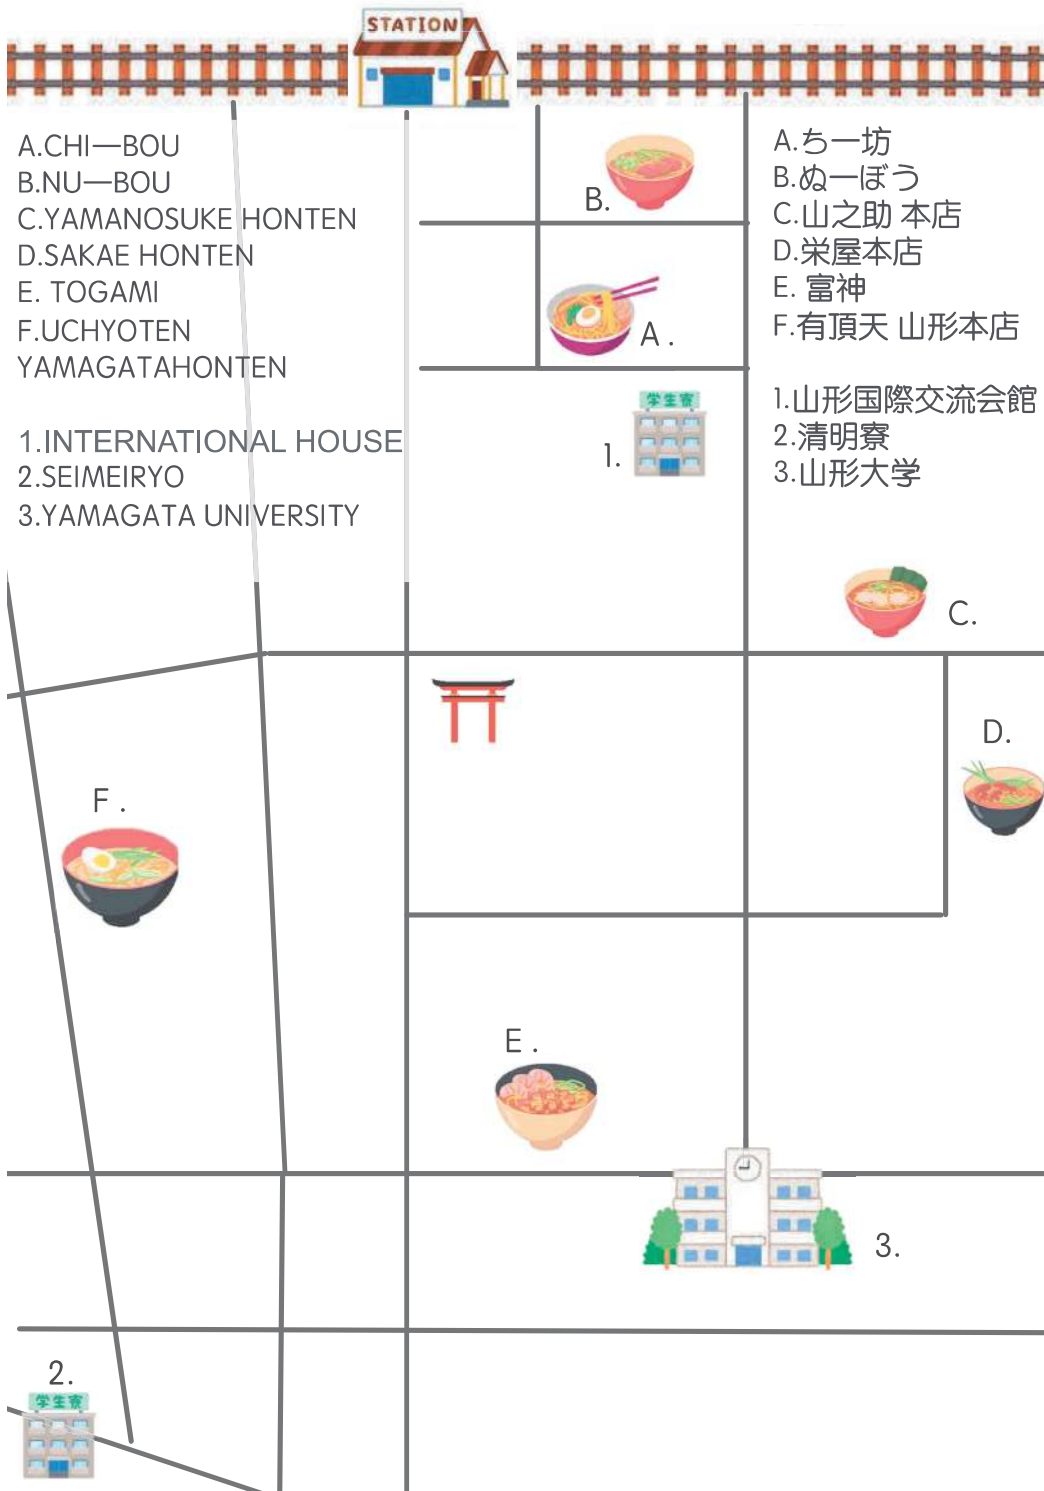 STATION
A.CHI—BOU
B.NU—BOU
C.YAMANOSUKE HONTEN
D.SAKAE HONTEN
E. TOGAMI
F.UCHYOTEN
YAMAGATAHONTEN
1.INTERNATIONAL HOUSE
2.SEIMEIRYO
3.YAMAGATA UNIVERSITY
A.ちー坊
B.ぬーぼう
C.山之助 本店
D.栄屋本店
E. 富神
F.有頂天 山形本店
1.山形国際交流会館
2.清明寮
3.山形大学
B.
A .
学生寮
1.
C.
D.
F .
E .
3.
2.
学生寮